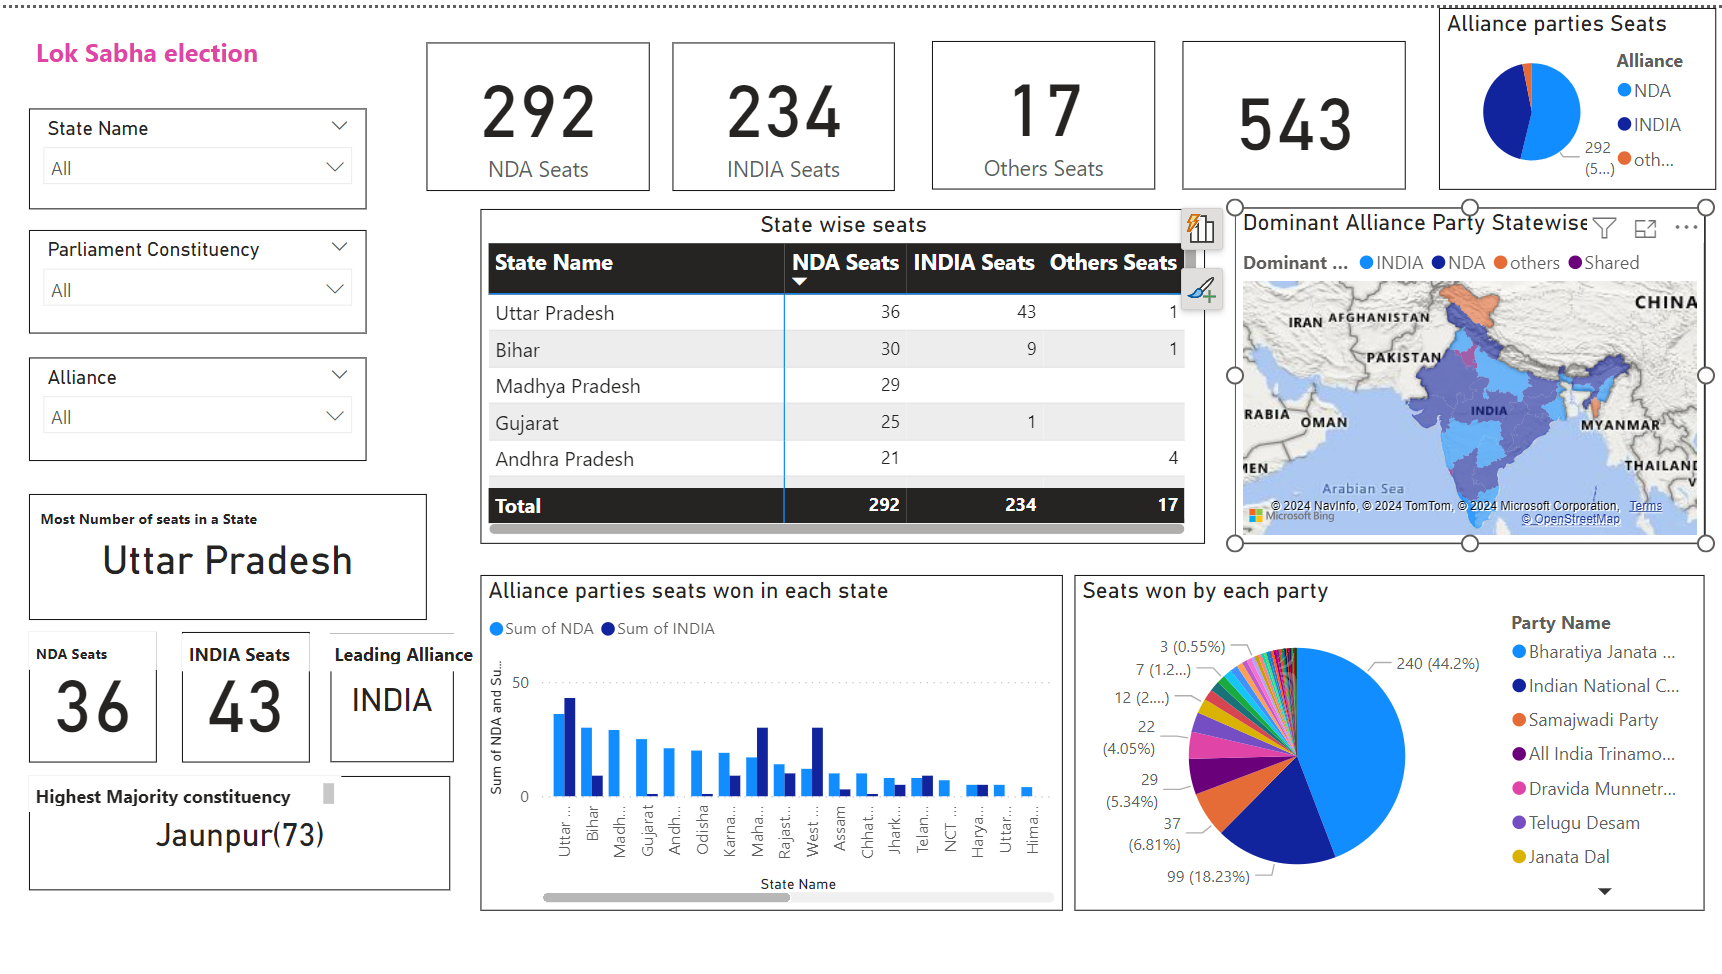 Lok Sabha election
State Name
All
Parliament Constituency
All
Alliance
All
292
NDA Seats
234
INDIA Seats
17
Others Seats
543
Alliance parties Seats
Alliance
NDA
INDIA
oth...
292
(5...)
State wise seats
State Name NDA Seats INDIA Seats Others Seats
Uttar Pradesh 36 43 1
Bihar 30 9 1
Madhya Pradesh 29
Gujarat 25 1
Andhra Pradesh 21 4
Total 292 234 17
Dominant Alliance Party Statewise
Dominant ... INDIA NDA others Shared
CHINA
IRAN
AFGHANISTAN
PAKISTAN
INDIA
RABIA
OMAN
MYANMAR
MEN
THAILAND
Arabian Sea
© 2024 NavInfo, © 2024 TomTom, © 2024 Microsoft Corporation, Terms
Microsoft Bing
© OpenStreetMap
Most Number of seats in a State
Uttar Pradesh
NDA Seats
36
INDIA Seats
43
Leading Alliance
INDIA
Highest Majority constituency
Jaunpur(73)
Alliance parties seats won in each state
Sum of NDA Sum of INDIA
Sum of NDA and Su...
50
0
Uttar ...
Bihar
Madh...
Gujarat
Andh...
Odisha
Karna...
Maha...
Rajast...
West ...
Assam
Chhat...
Jhark...
Telan...
NCT ...
Harya...
Uttar...
Hima...
State Name
Seats won by each party
3 (0.55%)
7 (1.2...)
12 (2....)
22
(4.05%)
29
(5.34%)
37
(6.81%)
99 (18.23%)
240 (44.2%)
Party Name
Bharatiya Janata ...
Indian National C...
Samajwadi Party
All India Trinamo...
Dravida Munnetr...
Telugu Desam
Janata Dal